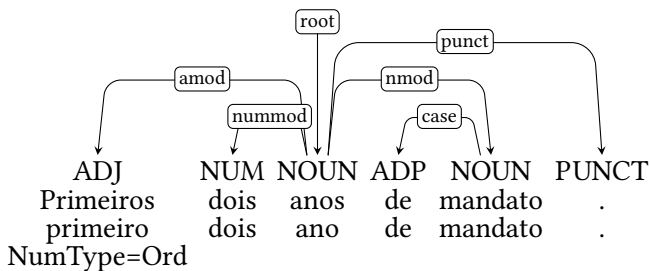 root
punct
amod nmod
nummod case
ADJ NUM NOUN ADP NOUN PUNCT
Primeiros dois anos de mandato .
primeiro dois ano de mandato .
NumType=Ord